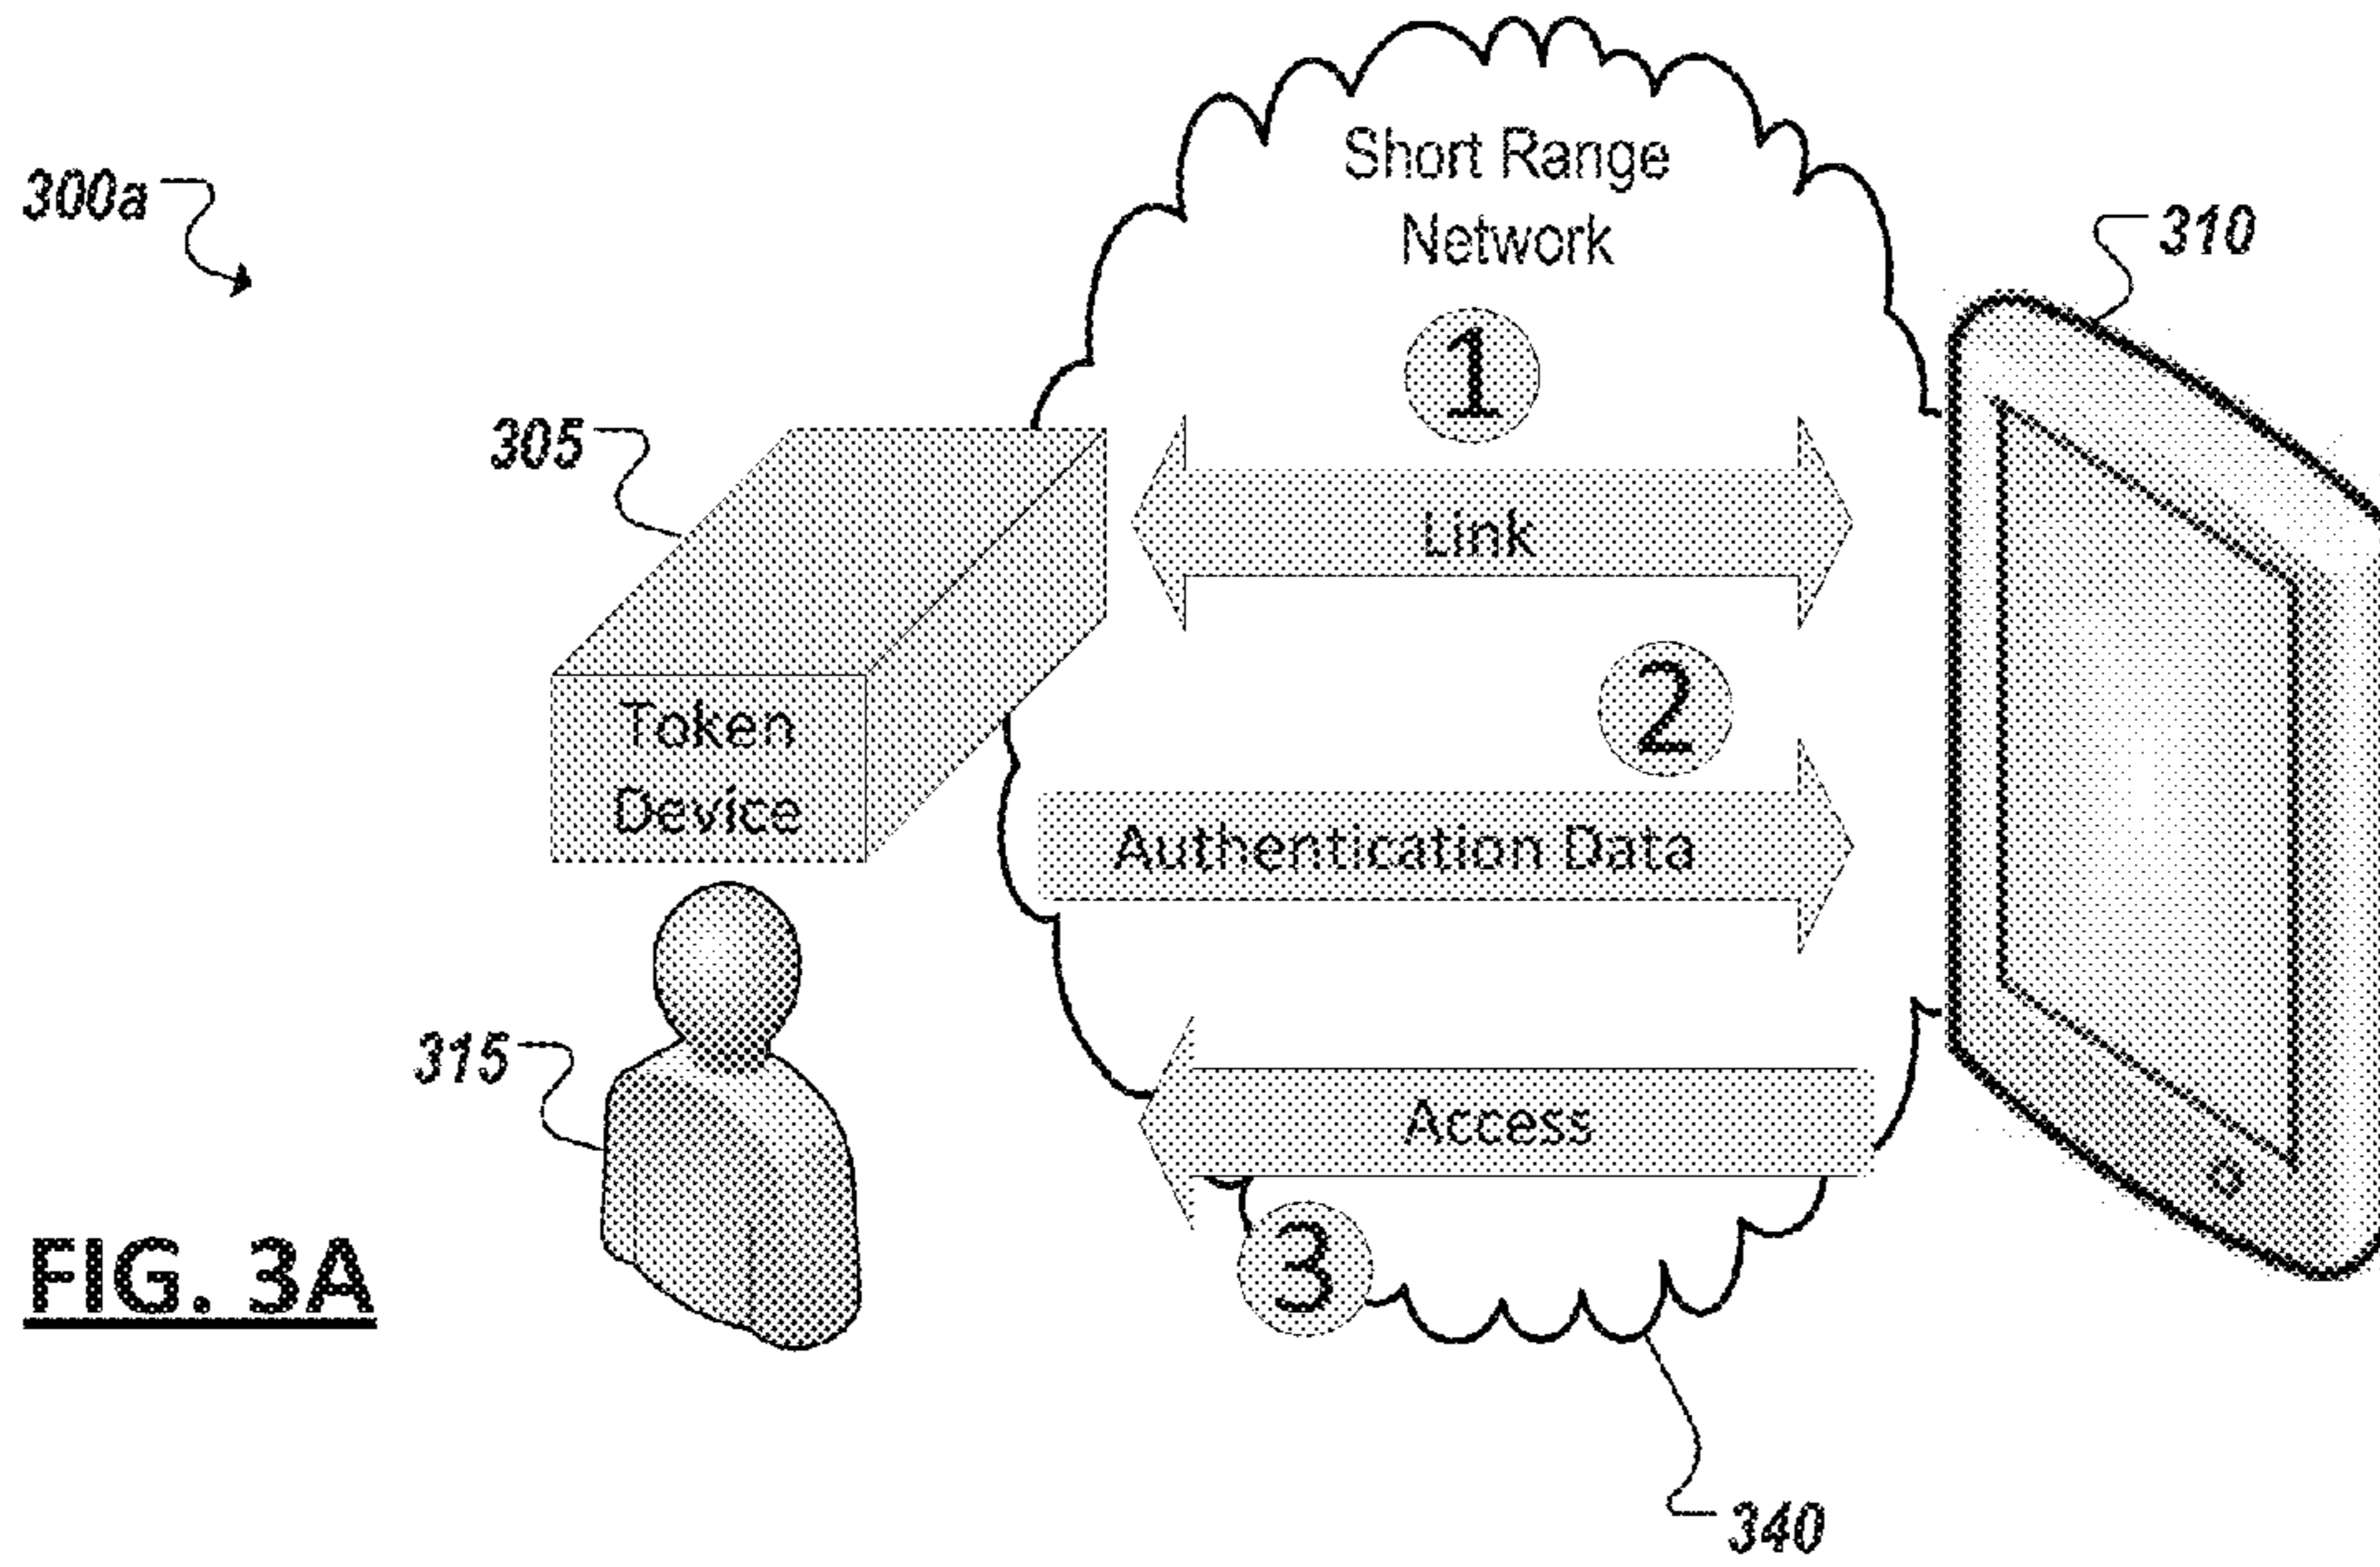 300a
Short Range
Network
310
1
305
Link
2
Token
Device
Authentication Data
315
Access
3
FIG. 3A
340